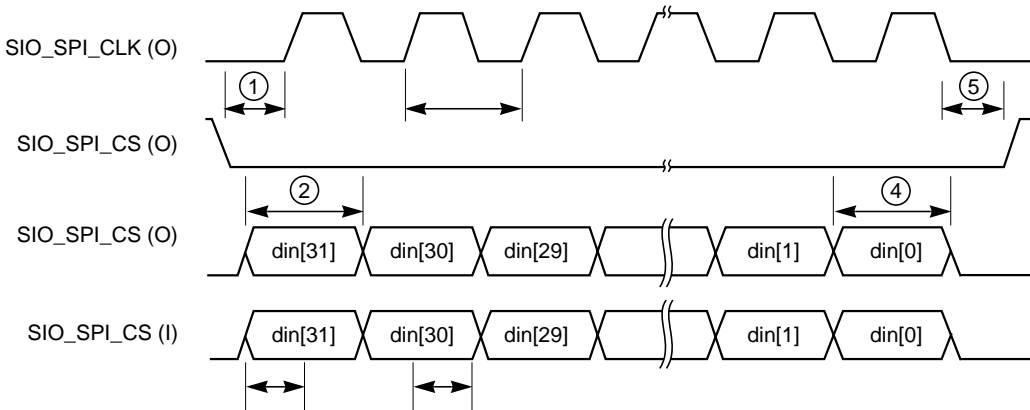 SIO_SPI_CLK (O)
① ⑤
SIO_SPI_CS (O)
② ④
SIO_SPI_CS (O) din[31] din[30] din[29] din[1] din[0]
SIO_SPI_CS (I) din[31] din[30] din[29] din[1] din[0]